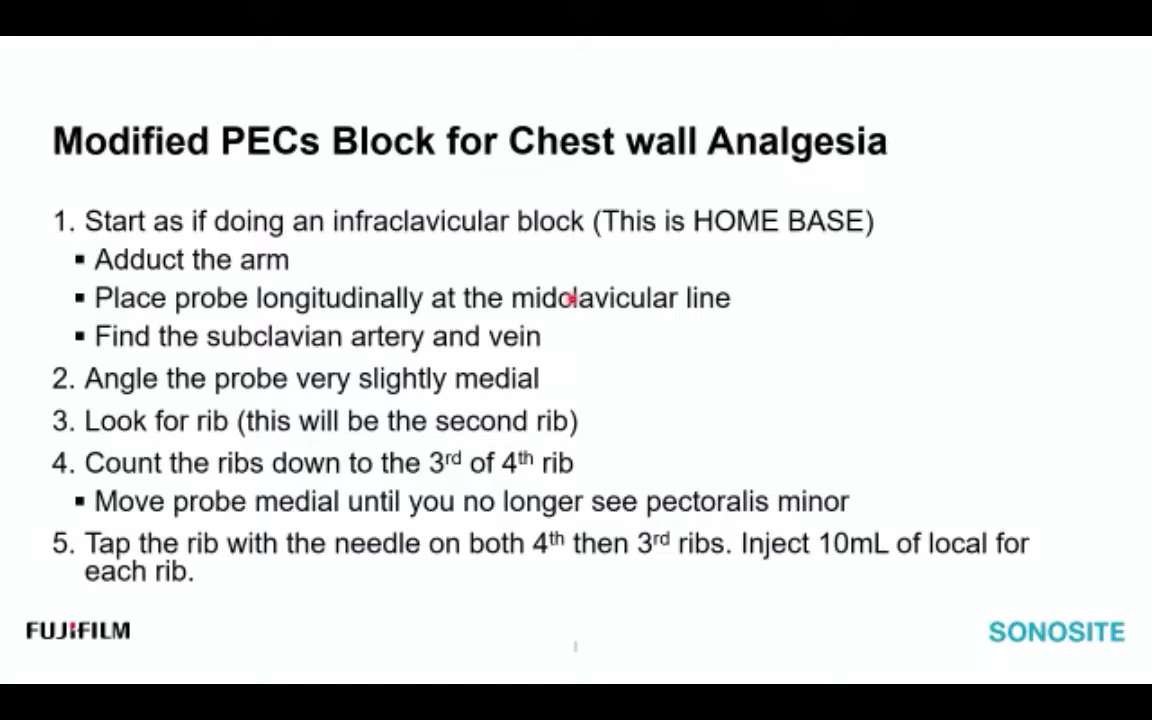 Modified PECs Block for Chest wall Analgesia
1. Start as if doing an infraclavicular block (This is HOME BASE)
▪ Adduct the arm
▪ Place probe longitudinally at the midclavicular line
▪ Find the subclavian artery and vein
2. Angle the probe very slightly medial
3. Look for rib (this will be the second rib)
4. Count the ribs down to the 3rd of 4th rib
▪ Move probe medial until you no longer see pectoralis minor
5. Tap the rib with the needle on both 4th then 3rd ribs. Inject 10mL of local for
each rib.
FUJIFILM
SONOSITE